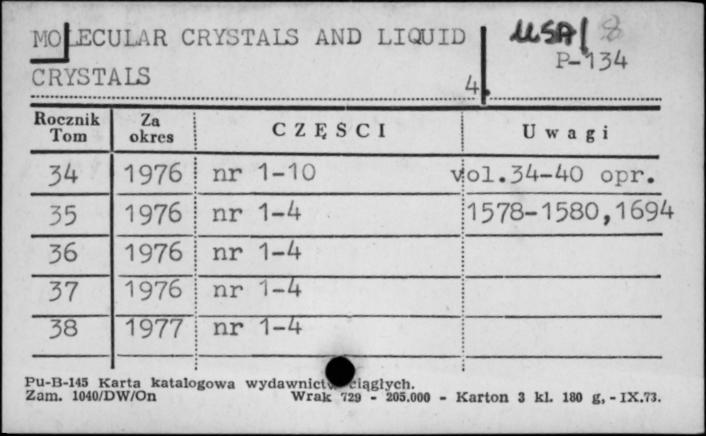 MOLECULAR CRYSTALS AND LIQUID USA/ 8
CRYSTALS 4. P-134
Rocznik Tom Za okres CZĘŚCI Uwagi
34 1976 nr 1-10 vol.34-40 opr.
35 1976 nr 1-4 1578-1580,1694
36 1976 nr 1-4
37 1976 nr 1-4
38 1977 nr 1-4
Pu-B-145 Karta katalogowa wydawnictw ciągłych.
Zam. 1040/DW/On Wrak 729 - 205.000 - Karton 3 kl. 180 g, - IX.73.